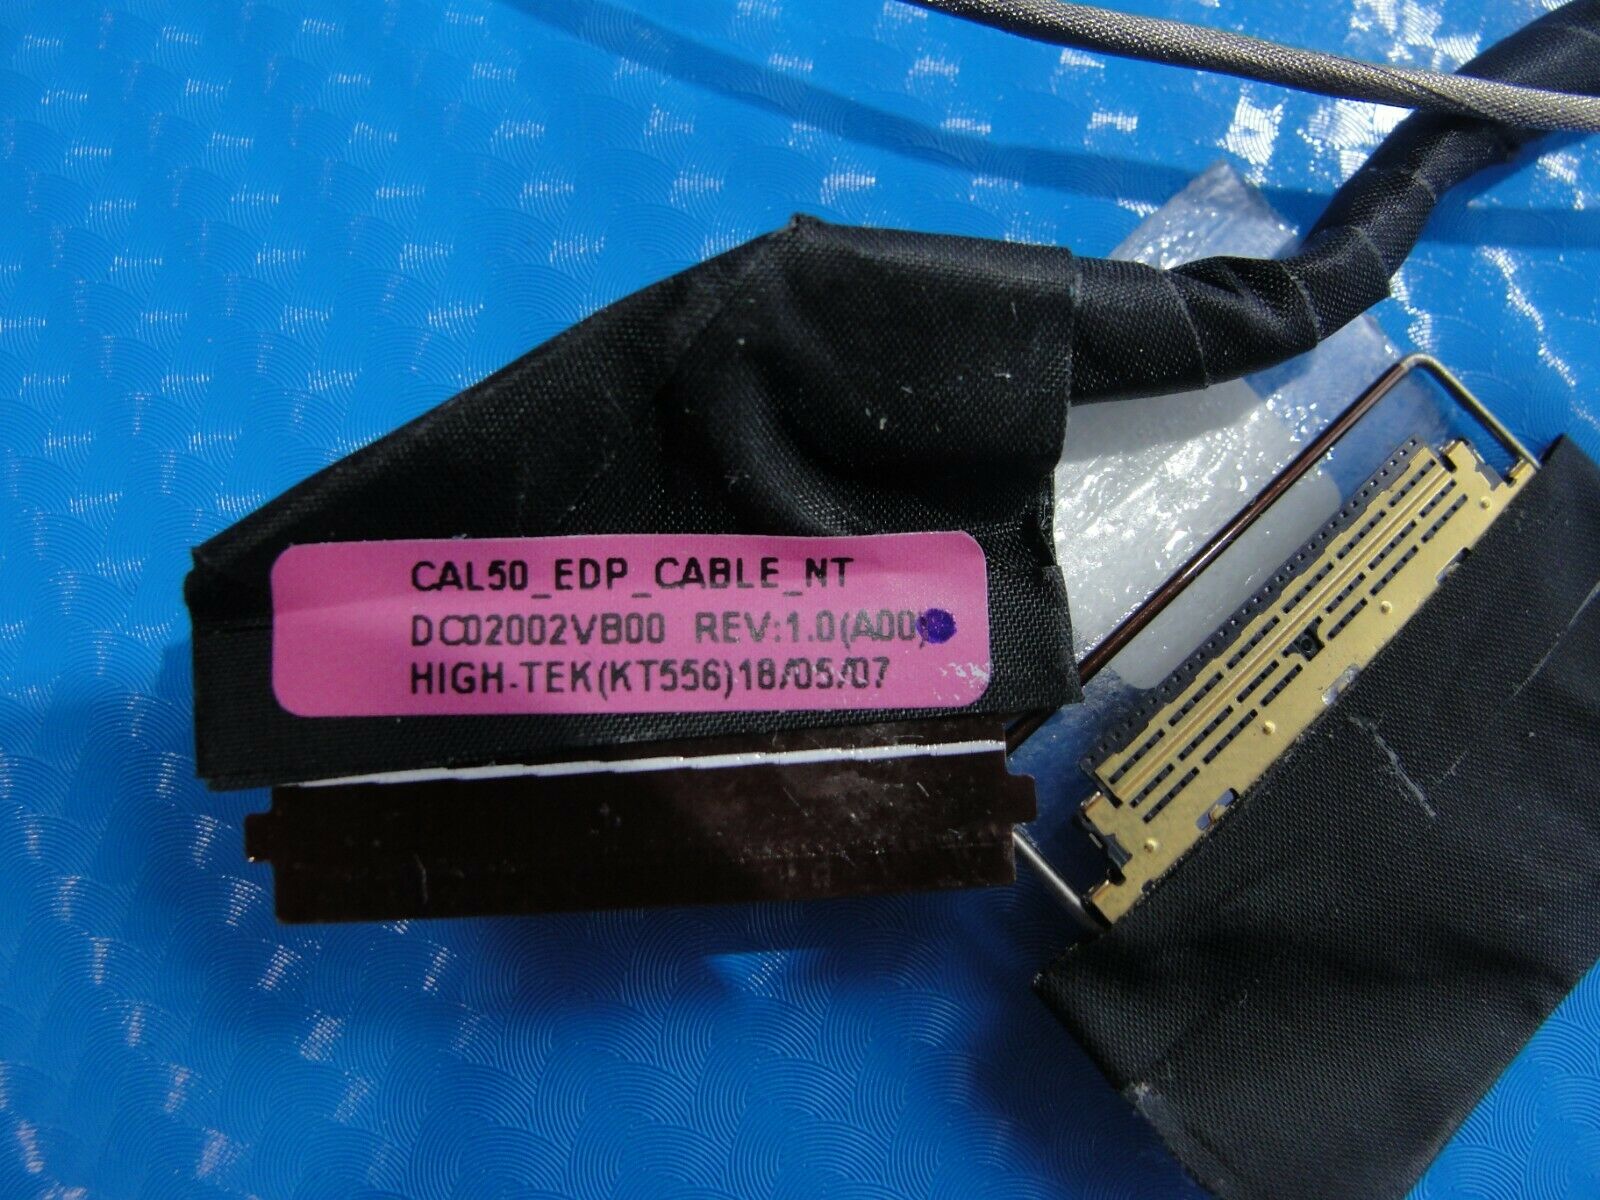 CAL50_EDP_CABLE_NT
DC02002VB00 REV:1.0(A00)
HIGH-TEK(KT556)18/05/07